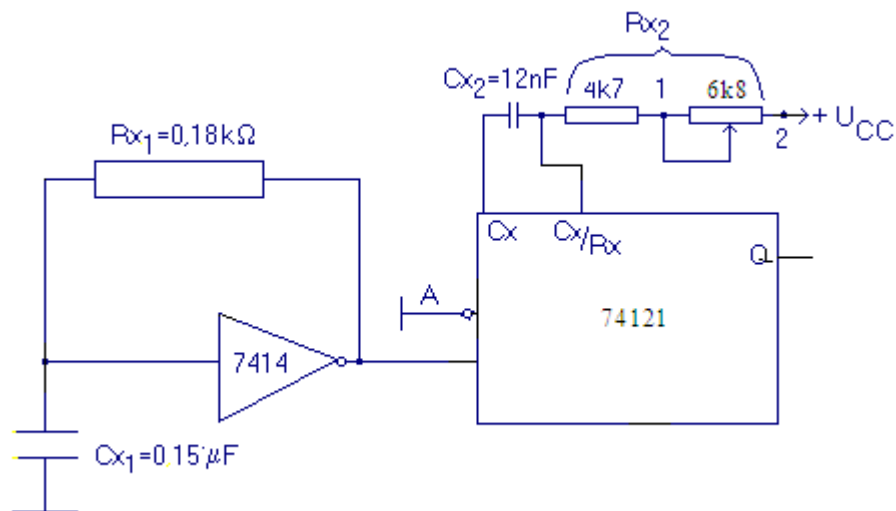 Rx2
Cx2=12nF
4k7
1
6k8
+ UCC
2
Rx1=0,18kΩ
Cx
Cx/Rx
Q
A
74121
7414
Cx1=0,15 µF